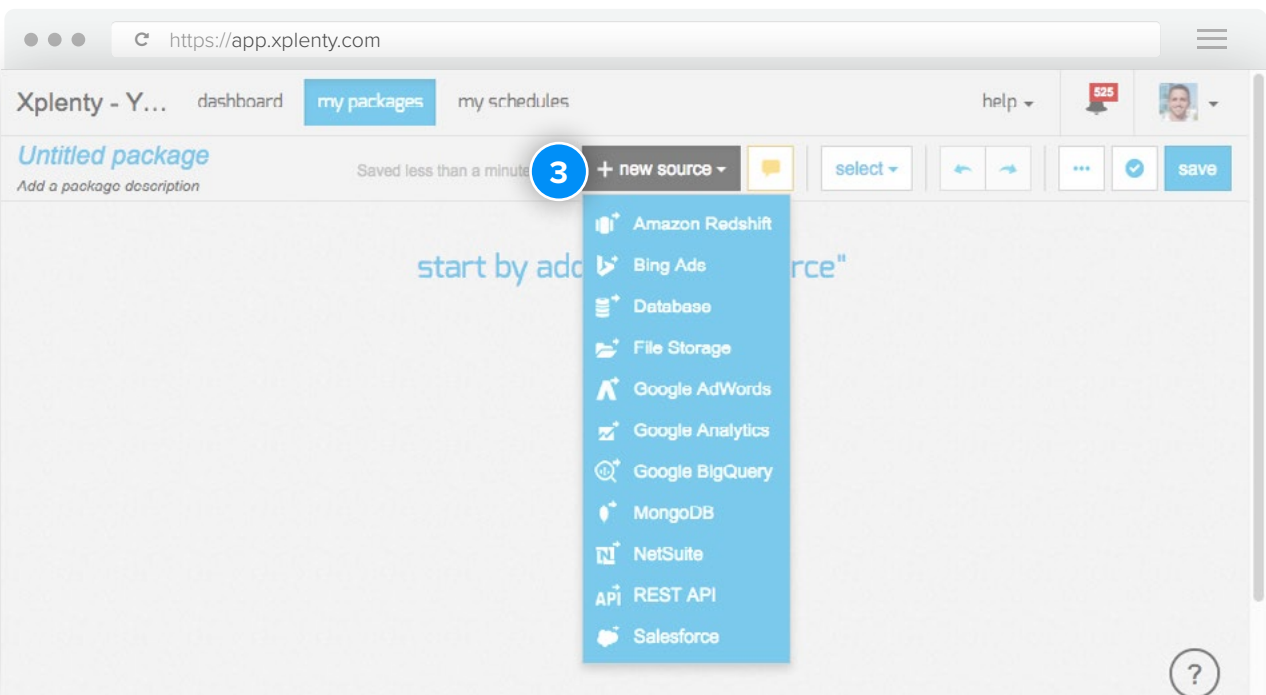 https://app.xplenty.com
Xplenty - Y... dashboard my packages my schedules help 525
Untitled package
Add a package description
Saved less than a minute 3 + new source select ... save
start by add rce"
Amazon Redshift
Bing Ads
Database
File Storage
Google AdWords
Google Analytics
Google BigQuery
MongoDB
NetSuite
API REST API
Salesforce
?